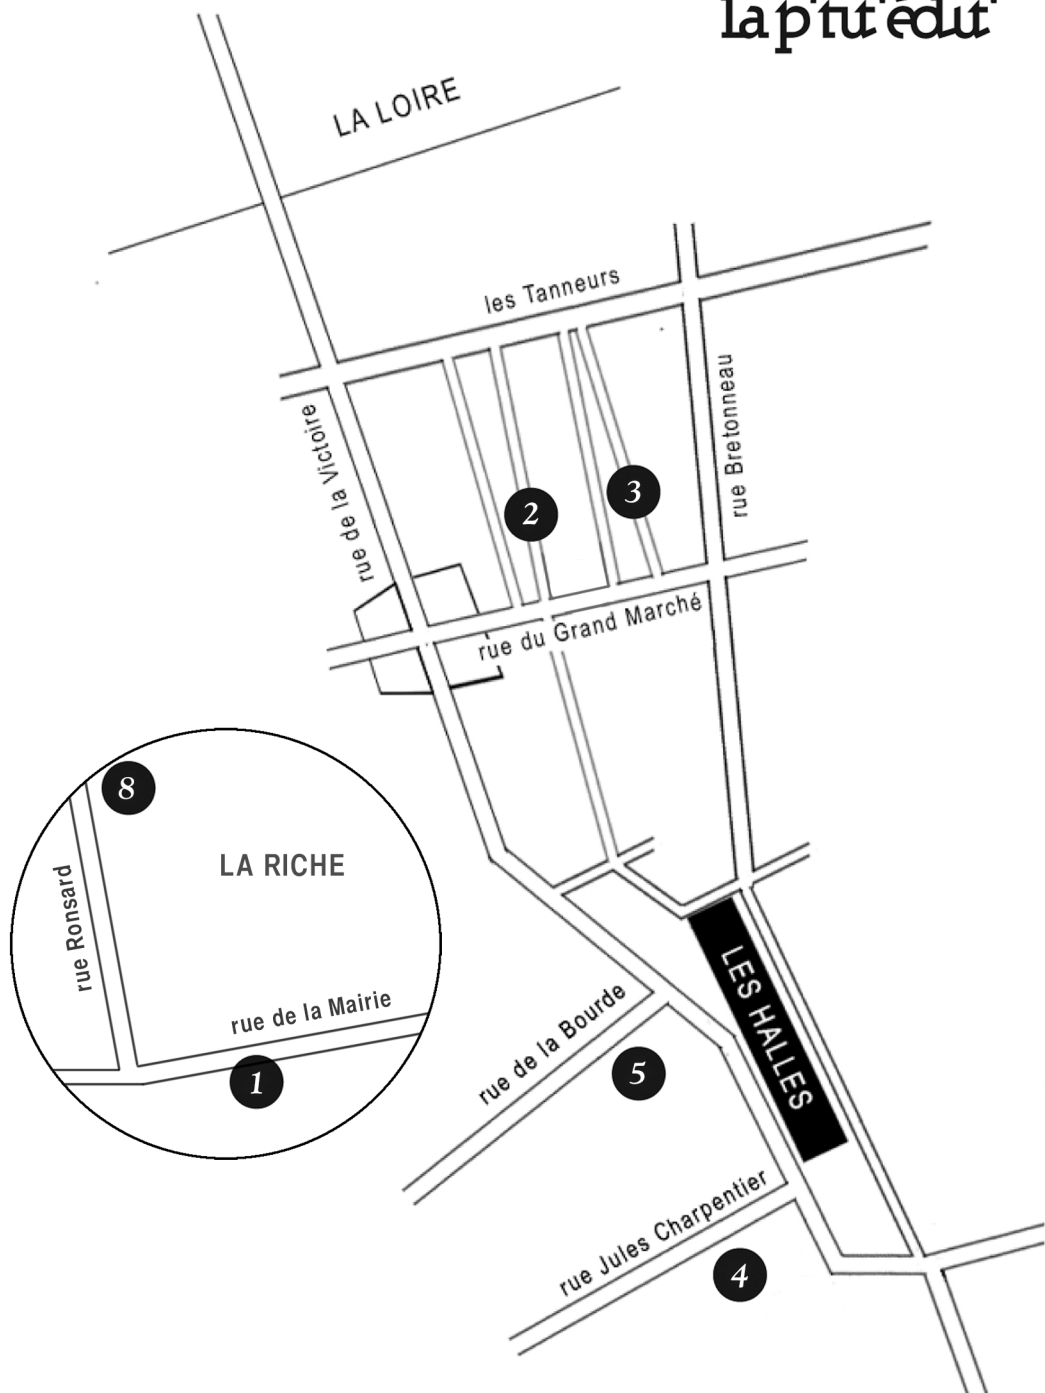 la p'tit' édit'
LA LOIRE
les Tanneurs
rue de la Victoire
rue Bretonneau
2
3
rue du Grand Marché
8
LA RICHE
rue Ronsard
rue de la Mairie
1
LES HALLES
rue de la Bourde
5
rue Jules Charpentier
4